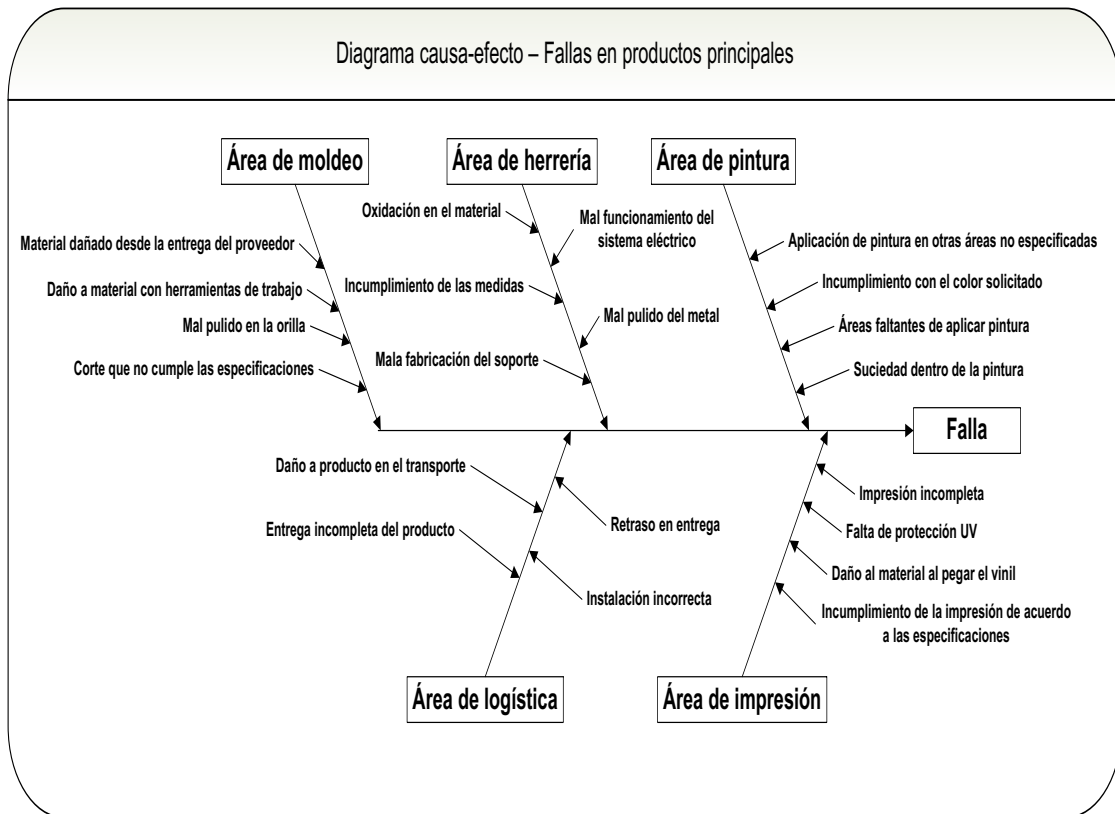 Diagrama causa-efecto – Fallas en productos principales
Área de moldeo
Área de herrería
Área de pintura
Oxidación en el material
Mal funcionamiento del
sistema eléctrico
Material dañado desde la entrega del proveedor
Aplicación de pintura en otras áreas no especificadas
Daño a material con herramientas de trabajo
Incumplimiento de las medidas
Incumplimiento con el color solicitado
Mal pulido en la orilla
Mal pulido del metal
Áreas faltantes de aplicar pintura
Corte que no cumple las especificaciones
Mala fabricación del soporte
Suciedad dentro de la pintura
Falla
Daño a producto en el transporte
Retraso en entrega
Impresión incompleta
Entrega incompleta del producto
Falta de protección UV
Instalación incorrecta
Daño al material al pegar el vinil
Incumplimiento de la impresión de acuerdo
a las especificaciones
Área de logística
Área de impresión